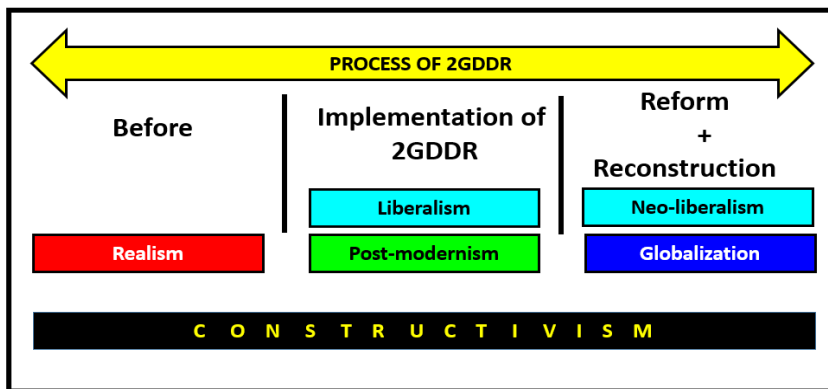 PROCESS OF 2GDDR
Before
Implementation of
2GDDR
Reform
+
Reconstruction
Liberalism
Neo-liberalism
Realism
Post-modernism
Globalization
C O N S T R U C T I V I S M